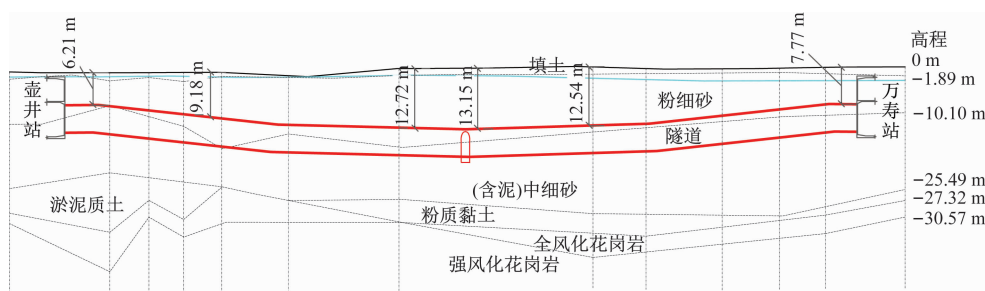 6.21 m
9.18 m
12.72 m
13.15 m
12.54 m
7.77 m
填土
高程
0 m
−1.89 m
壶井站
粉细砂
万寿站
−10.10 m
隧道
淤泥质土
(含泥)中细砂
−25.49 m
−27.32 m
粉质黏土
−30.57 m
全风化花岗岩
强风化花岗岩